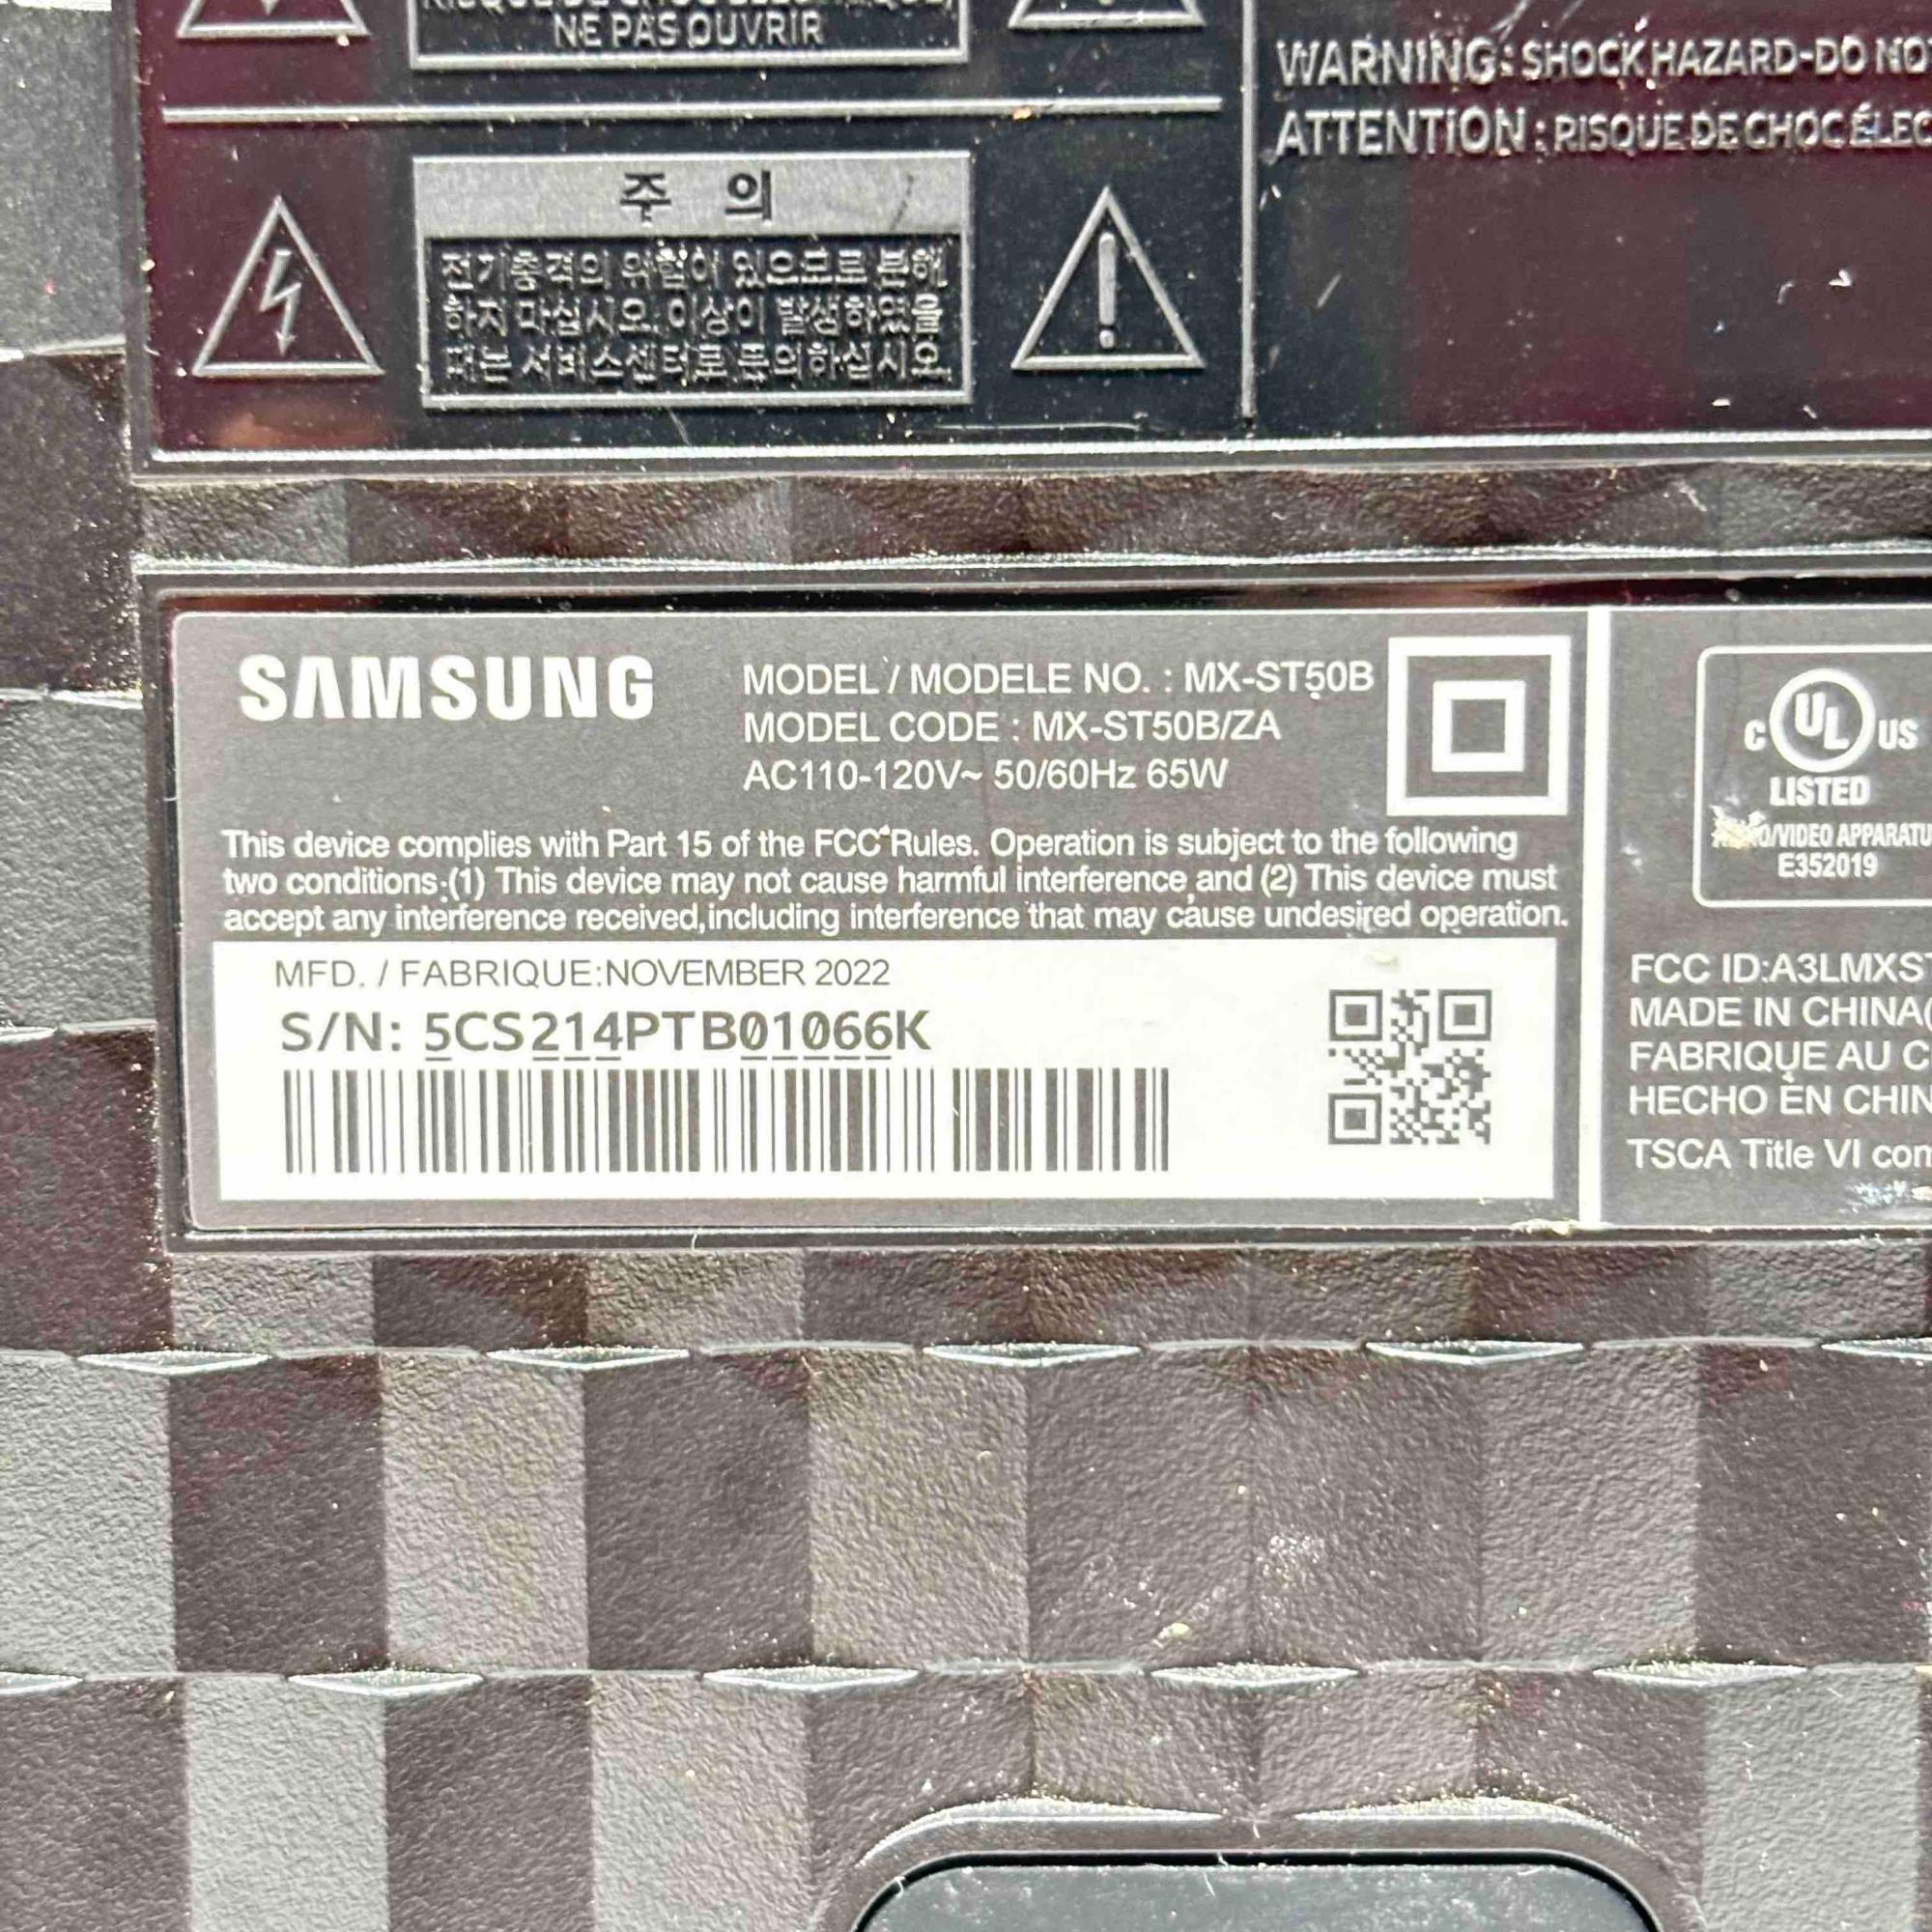 NE PAS OUVRIR
WARNING: SHOCK HAZARD-DO NO
ATTENTION : RISQUE DE CHOC ÉLEC
주 의
전기충격의 위험이 있으므로 분해,
하지 마십시오. 이상이 발생하였을
때는 서비스센터로 문의하십시오.
SAMSUNG
MODEL / MODELE NO. : MX-ST50B
MODEL CODE : MX-ST50B/ZA
AC110-120V~ 50/60Hz 65W
This device complies with Part 15 of the FCC Rules. Operation is subject to the following
two conditions:(1) This device may not cause harmful interference,and (2) This device must
accept any interference received,including interference that may cause undesired operation.
MFD. / FABRIQUE:NOVEMBER 2022
S/N: 5CS214PTB01066K
C UL US
LISTED
/VIDEO APPARATU
E352019
FCC ID:A3LMXST
MADE IN CHINA(
FABRIQUE AU C
HECHO EN CHIN
TSCA Title VI com